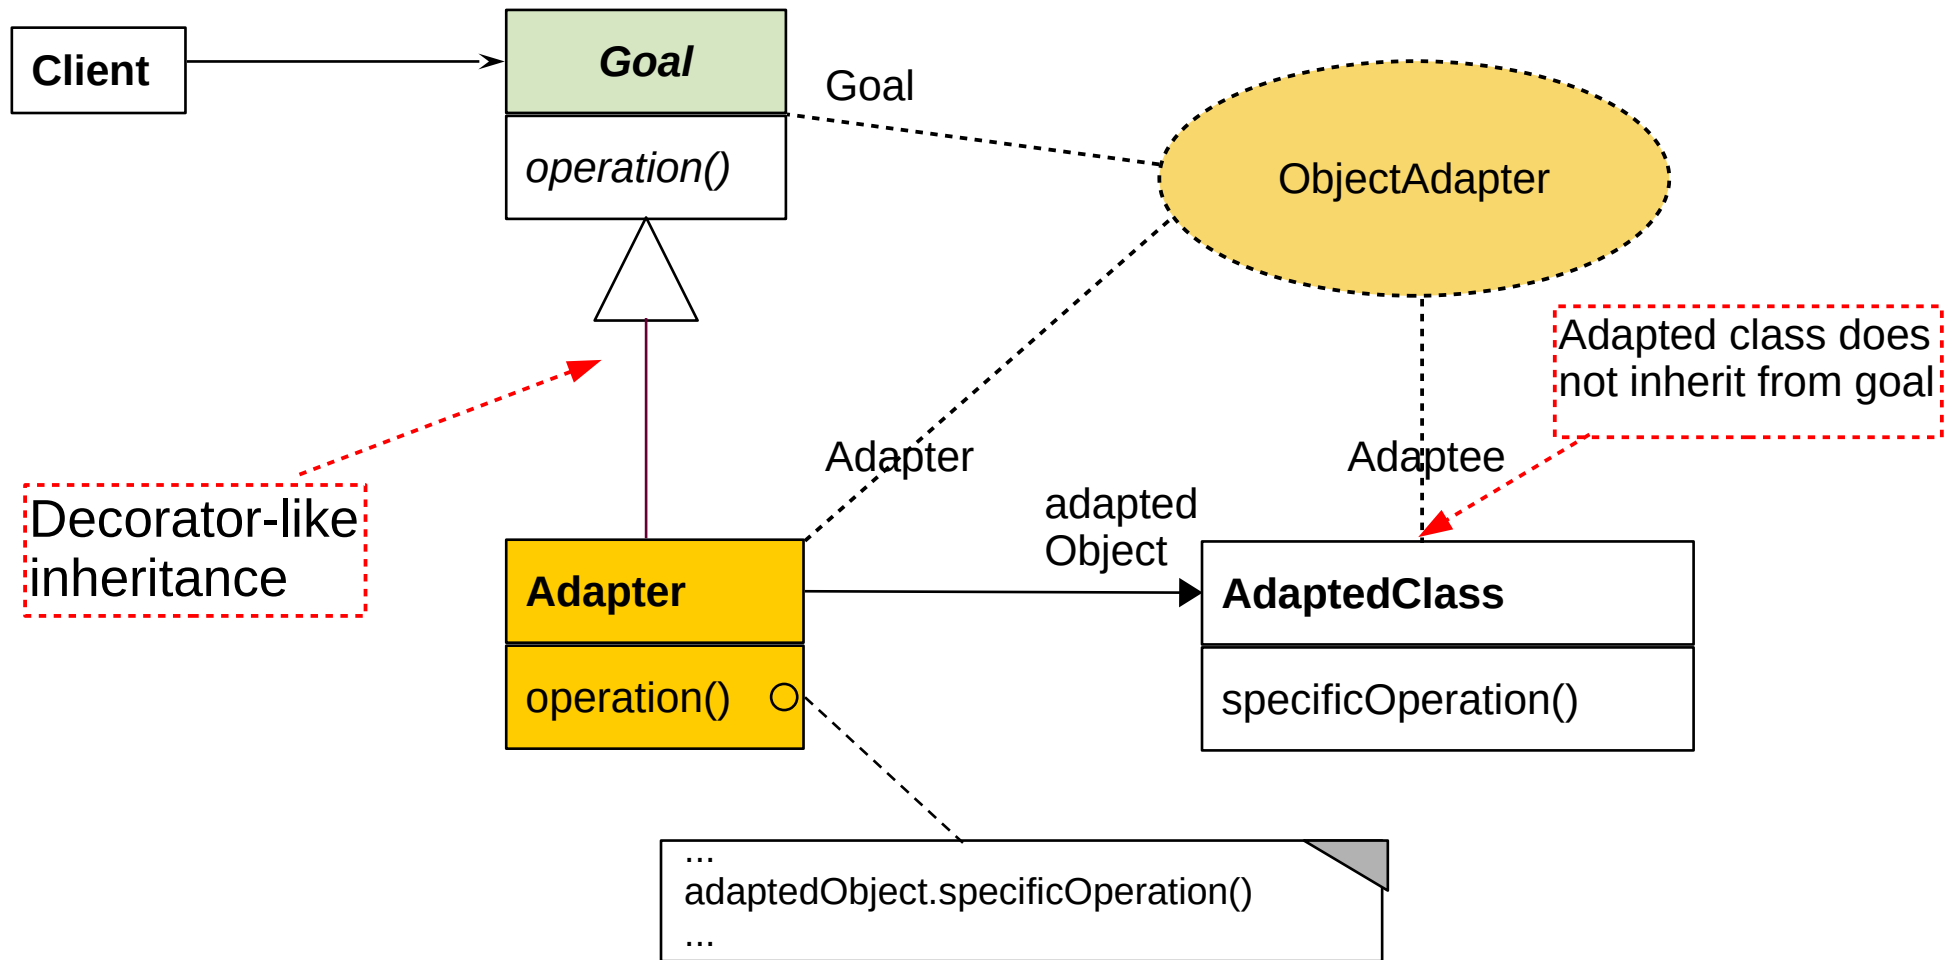 Client
Goal
operation()
Goal
ObjectAdapter
Adapted class does
not inherit from goal
Adapter
Adaptee
Decorator-like
inheritance
adapted
Object
Adapter
operation()
AdaptedClass
specificOperation()
...
adaptedObject.specificOperation()
...